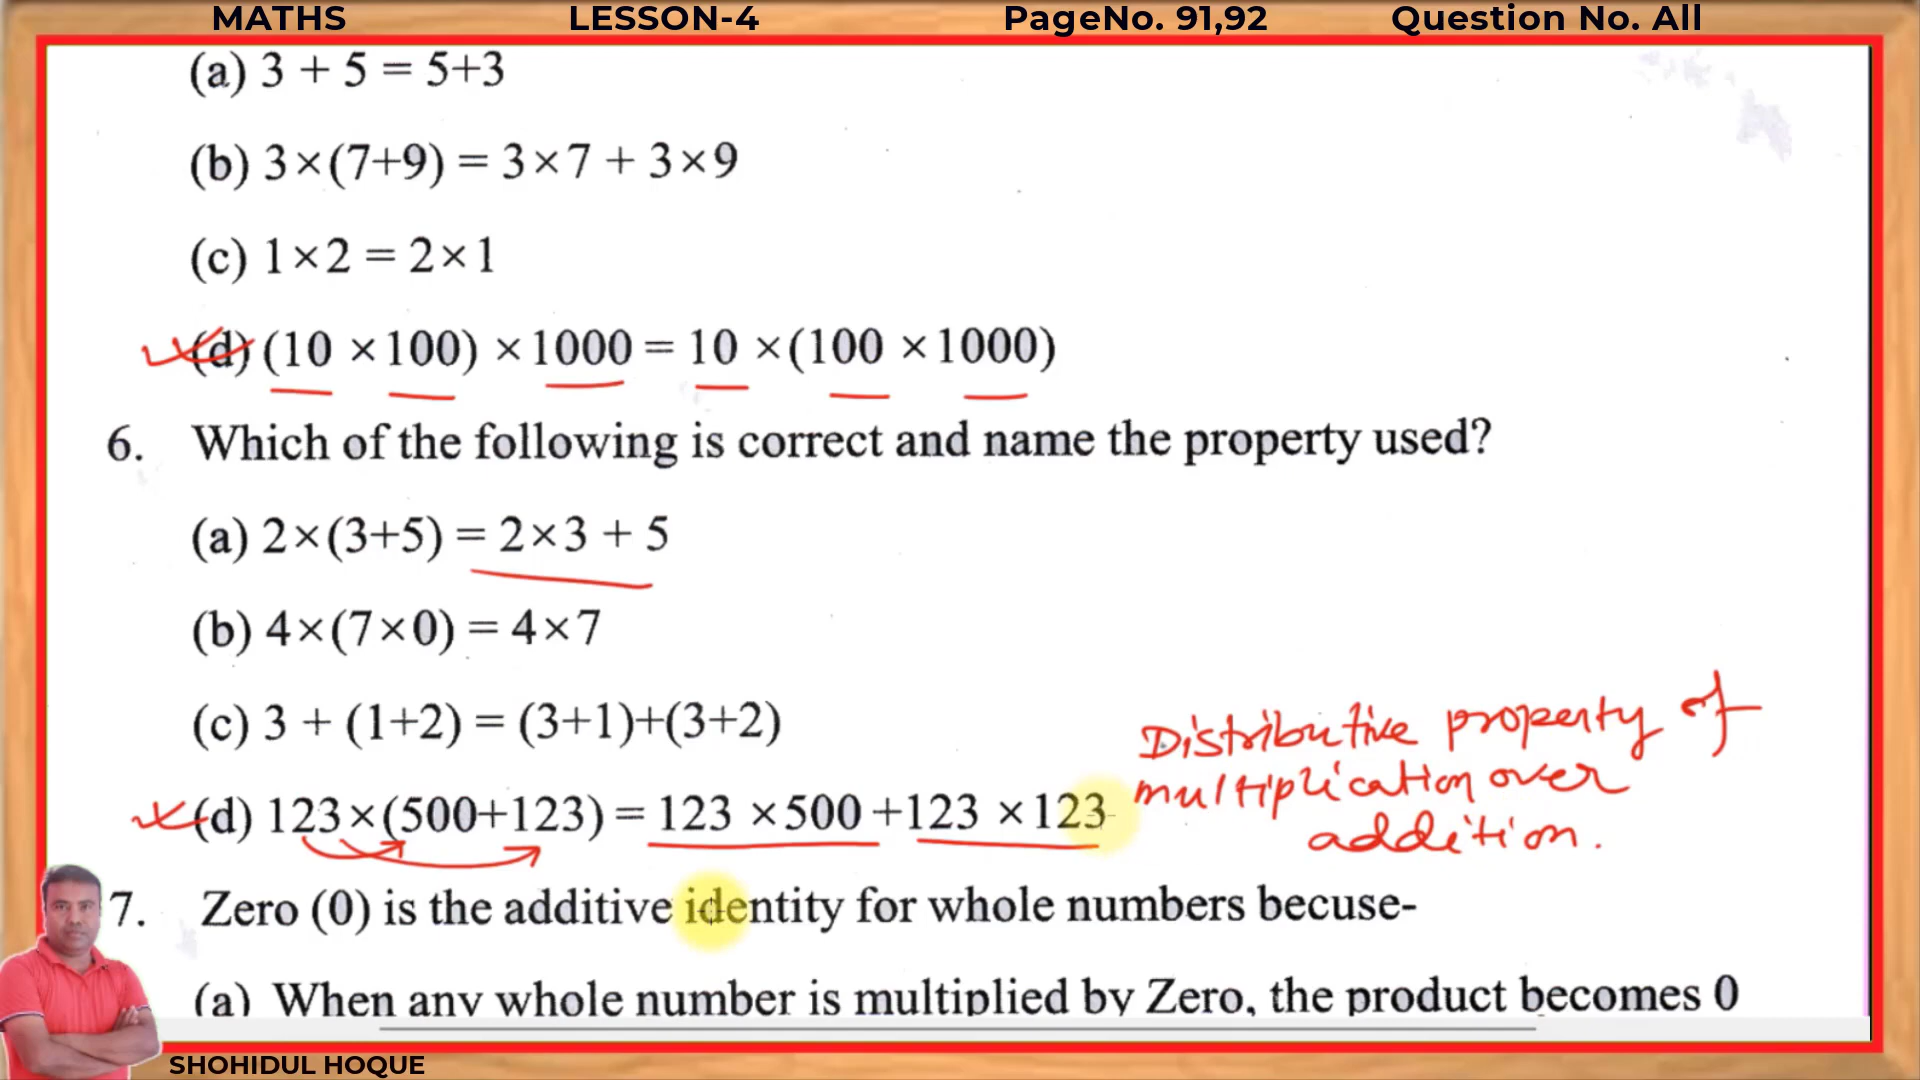 MATHS LESSON-4 PageNo. 91,92 Question No. All
(a) 3 + 5 = 5+3
(b) 3×(7+9) = 3×7 + 3×9
(c) 1×2 = 2×1
(d) (10 ×100) ×1000 = 10 ×(100 ×1000)
6. Which of the following is correct and name the property used?
(a) 2×(3+5) = 2×3 + 5
(b) 4×(7×0) = 4×7
(c) 3 + (1+2) = (3+1)+(3+2)
(d) 123×(500+123) = 123 ×500 +123 ×123
Distributive property of
multiplication over
addition.
7. Zero (0) is the additive identity for whole numbers becuse-
(a) When any whole number is multiplied by Zero, the product becomes 0
SHOHIDUL HOQUE